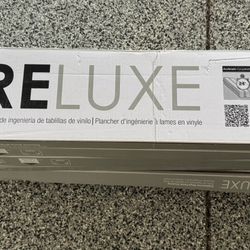 RELUXE
de ingeniería de tablillas de vinilo | Plancher d'ingénierie à lames en vinyle
LUXE